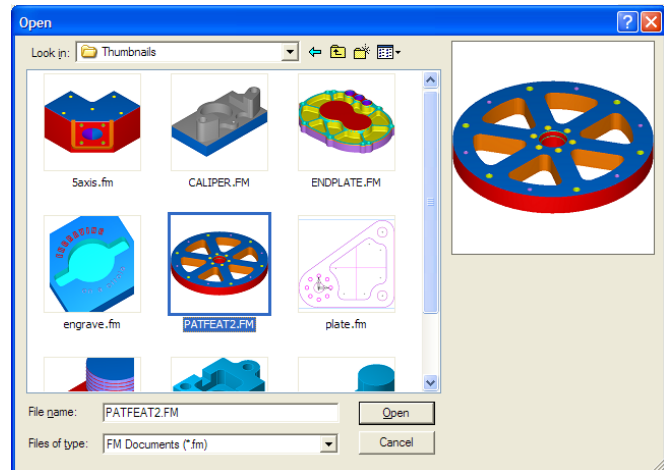 Open
Look in: Thumbnails
5axis.fm CALIPER.FM ENDPLATE.FM
engrave.fm PATFEAT2.FM plate.fm
File name: PATFEAT2.FM Open
Files of type: FM Documents (*.fm) Cancel